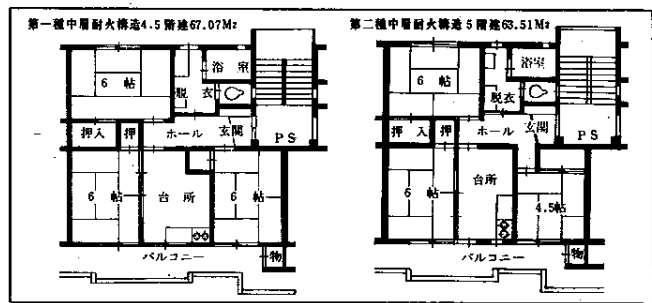 第一種中層耐火構造4.5階建67.07M²
6帖
浴室
脱衣
押入
押
ホール
玄関
PS
6帖
台所
6帖
バルコニー
物
第二種中層耐火構造5階建63.51M²
6帖
浴室
脱衣
押入
押
ホール
玄関
PS
6帖
台所
4.5帖
バルコニー
物